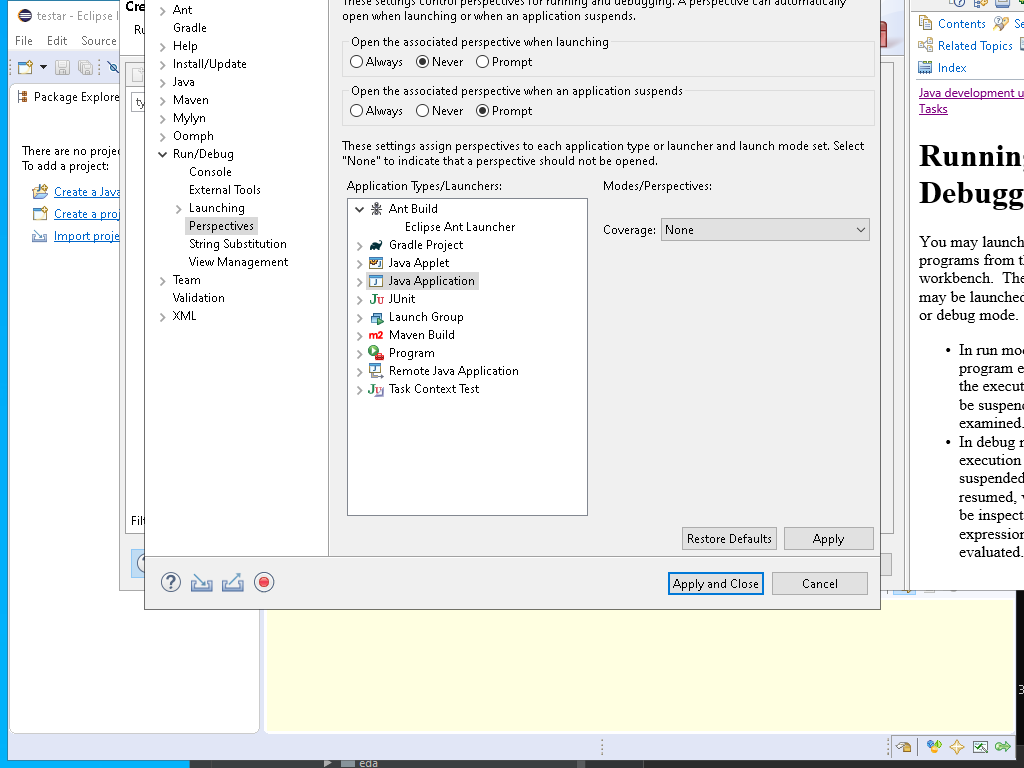 testar - Eclipse I
File Edit Source
Package Explore
There are no proje
To add a project:
Create a Java
Create a proj
Import proje
Cre
Ru
ty
Filt
Ant
Gradle
Help
Install/Update
Java
Maven
Mylyn
Oomph
Run/Debug
Console
External Tools
Launching
Perspectives
String Substitution
View Management
Team
Validation
XML
These settings control perspectives for running and debugging. A perspective can automatically
open when launching or when an application suspends.
Open the associated perspective when launching
Always Never Prompt
Open the associated perspective when an application suspends
Always Never Prompt
These settings assign perspectives to each application type or launcher and launch mode set. Select
"None" to indicate that a perspective should not be opened.
Application Types/Launchers:
Ant Build
Eclipse Ant Launcher
Gradle Project
Java Applet
Java Application
JUnit
Launch Group
Maven Build
Program
Remote Java Application
Task Context Test
Modes/Perspectives:
Coverage: None
Restore Defaults Apply
Apply and Close Cancel
Contents Se
Related Topics
Index
Java development u
Tasks
Running
Debugg
You may launch
programs from th
workbench. The
may be launched
or debug mode.
• In run mod
program e
the execut
be suspend
examined.
• In debug m
execution
suspended
resumed, v
be inspect
expression
evaluated.
3
eda